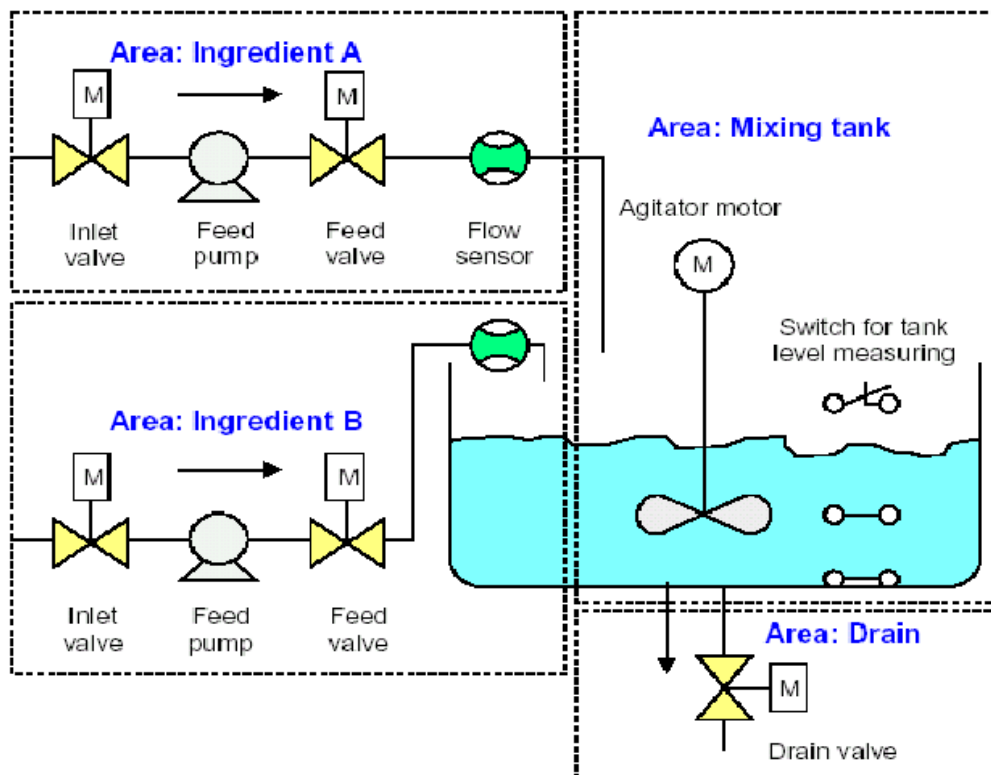 Area: Ingredient A
M
M
Inlet
valve
Feed
pump
Feed
valve
Flow
sensor
Area: Ingredient B
M
M
Inlet
valve
Feed
pump
Feed
valve
Area: Mixing tank
Agitator motor
M
Switch for tank
level measuring
Area: Drain
M
Drain valve